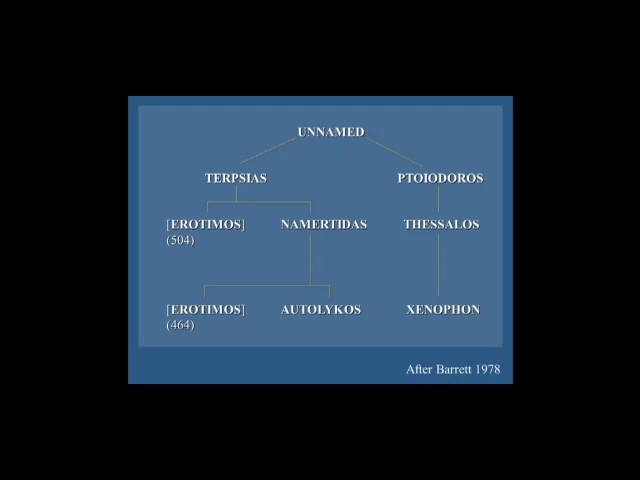 UNNAMED
TERPSIAS PTOIODOROS
[EROTIMOS] NAMERTIDAS THESSALOS
(504)
[EROTIMOS] AUTOLYKOS XENOPHON
(464)
After Barrett 1978